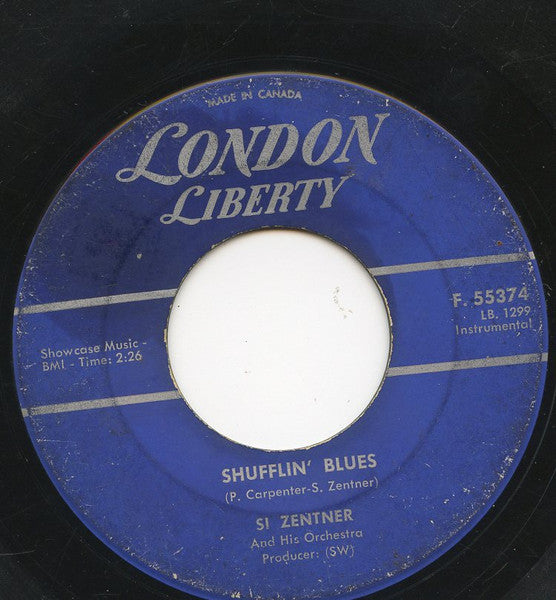 MADE IN CANADA
LONDON
LIBERTY
F. 55374
LB. 1299
Instrumental
Showcase Music -
BMI - Time: 2:26
SHUFFLIN' BLUES
(P. Carpenter-S. Zentner)
SI ZENTNER
And His Orchestra
Producer: (SW)